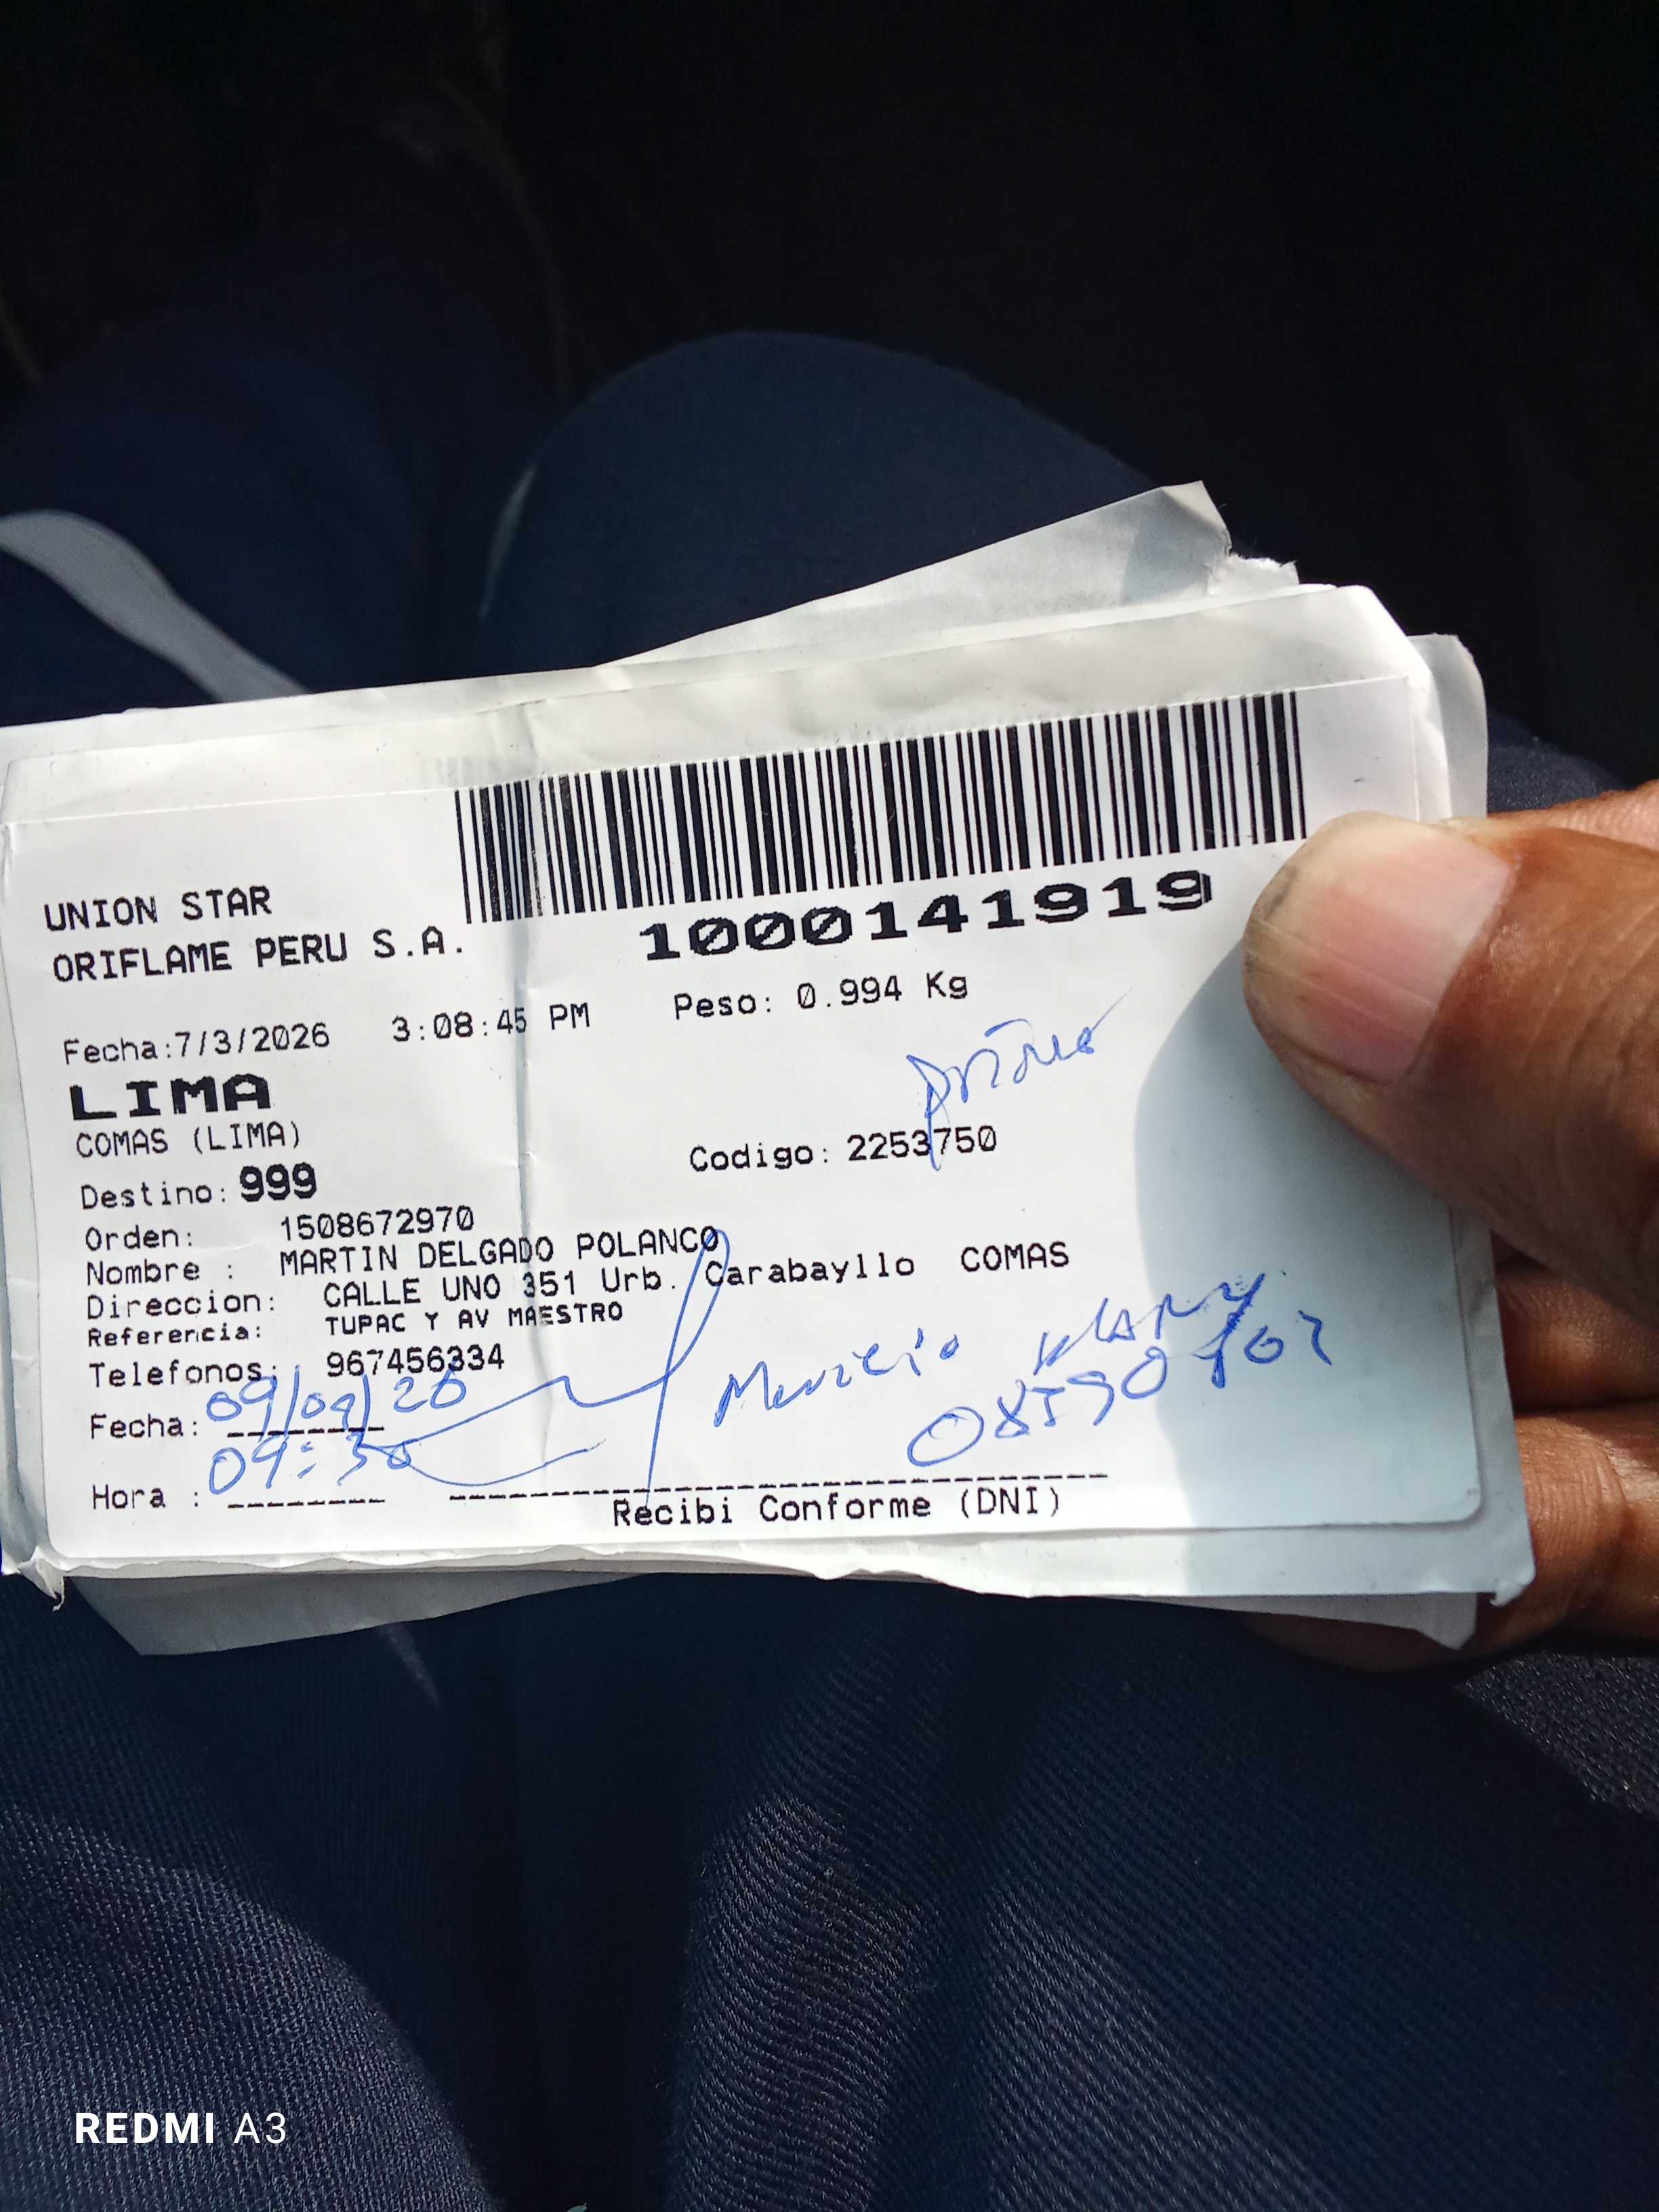 UNION STAR
ORIFLAME PERU S.A.
1000141919
Fecha:7/3/2026 3:08:45 PM Peso: 0.994 Kg
LIMA
COMAS (LIMA)
Codigo: 2253750
Destino: 999
Orden: 1508672970
Nombre : MARTIN DELGADO POLANCO
Direccion: CALLE UNO 351 Urb. Carabayllo COMAS
Referencia: TUPAC Y AV MAESTRO
Telefonos: 967456334
Fecha: 09/09/26
Hora : 09:30
Recibi Conforme (DNI)
REDMI A3